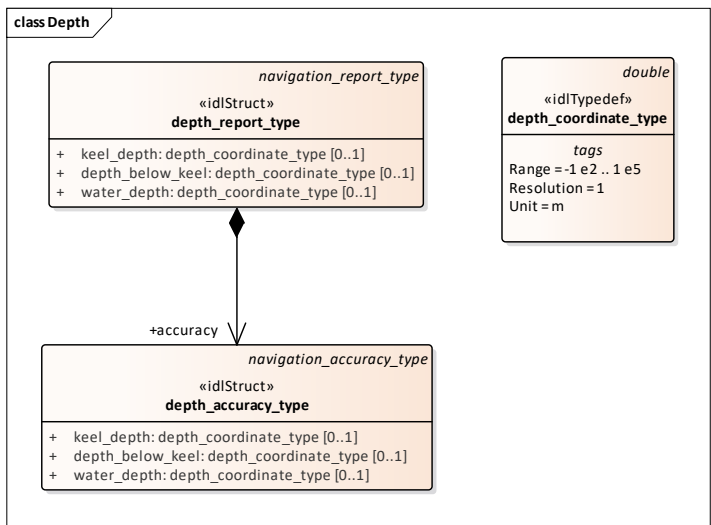 class Depth
navigation_report_type
«idlStruct»
depth_report_type
+ keel_depth: depth_coordinate_type [0..1]
+ depth_below_keel: depth_coordinate_type [0..1]
+ water_depth: depth_coordinate_type [0..1]
double
«idlTypedef»
depth_coordinate_type
tags
Range = -1 e2 .. 1 e5
Resolution = 1
Unit = m
+accuracy
navigation_accuracy_type
«idlStruct»
depth_accuracy_type
+ keel_depth: depth_coordinate_type [0..1]
+ depth_below_keel: depth_coordinate_type [0..1]
+ water_depth: depth_coordinate_type [0..1]